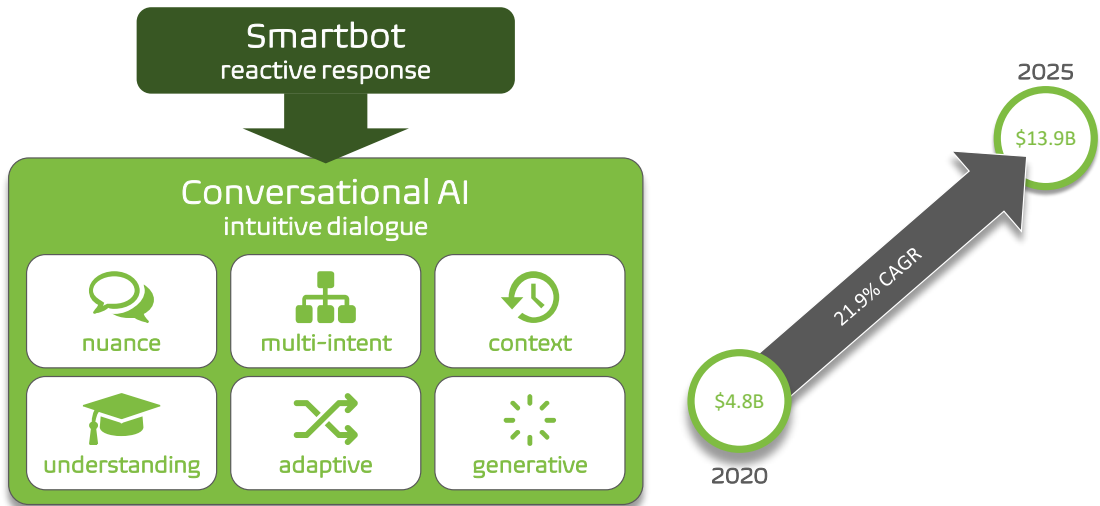 Smartbot
reactive response
Conversational AI
intuitive dialogue
nuance
multi-intent
context
understanding
adaptive
generative
2025
$13.9B
21.9% CAGR
$4.8B
2020